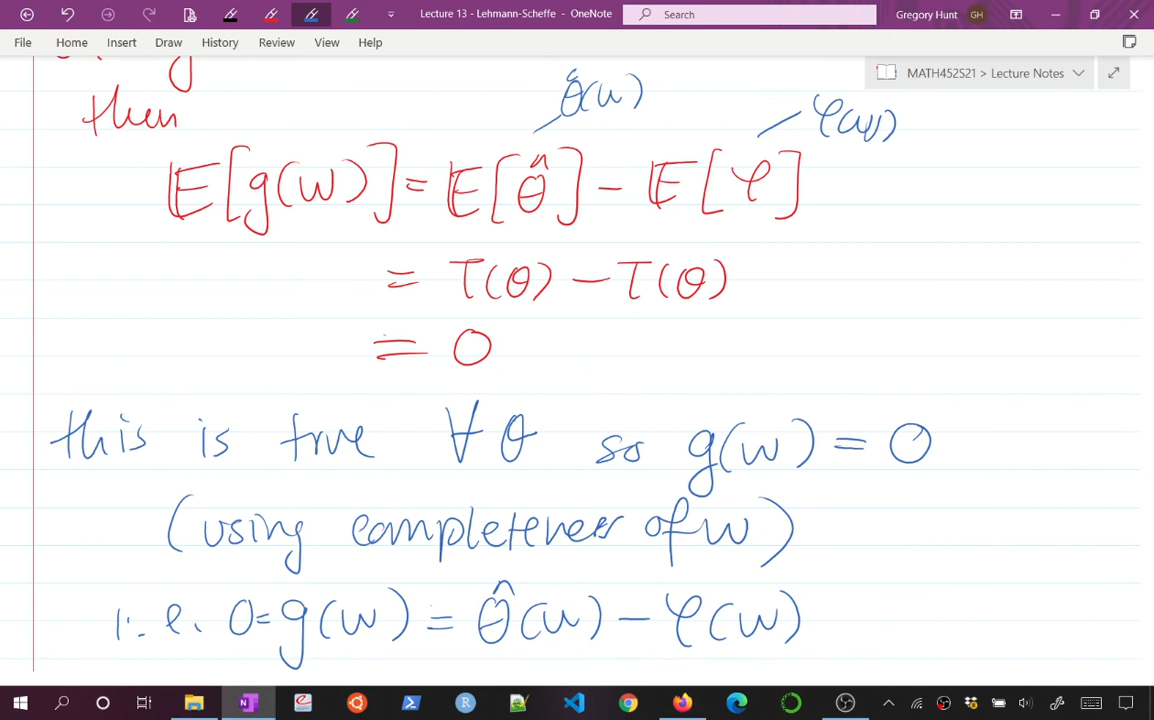 Lecture 13 - Lehmann-Scheffe - OneNote
Search
Gregory Hunt
GH
File Home Insert Draw History Review View Help
MATH452S21 > Lecture Notes
then
θ̂(W)
φ(W)
E[g(W)] = E[θ̂] - E[φ]
= T(θ) - T(θ)
= 0
this is true ∀θ so g(W) = 0
(using completeness of W)
i.e. 0 = g(W) = θ̂(W) - φ(W)